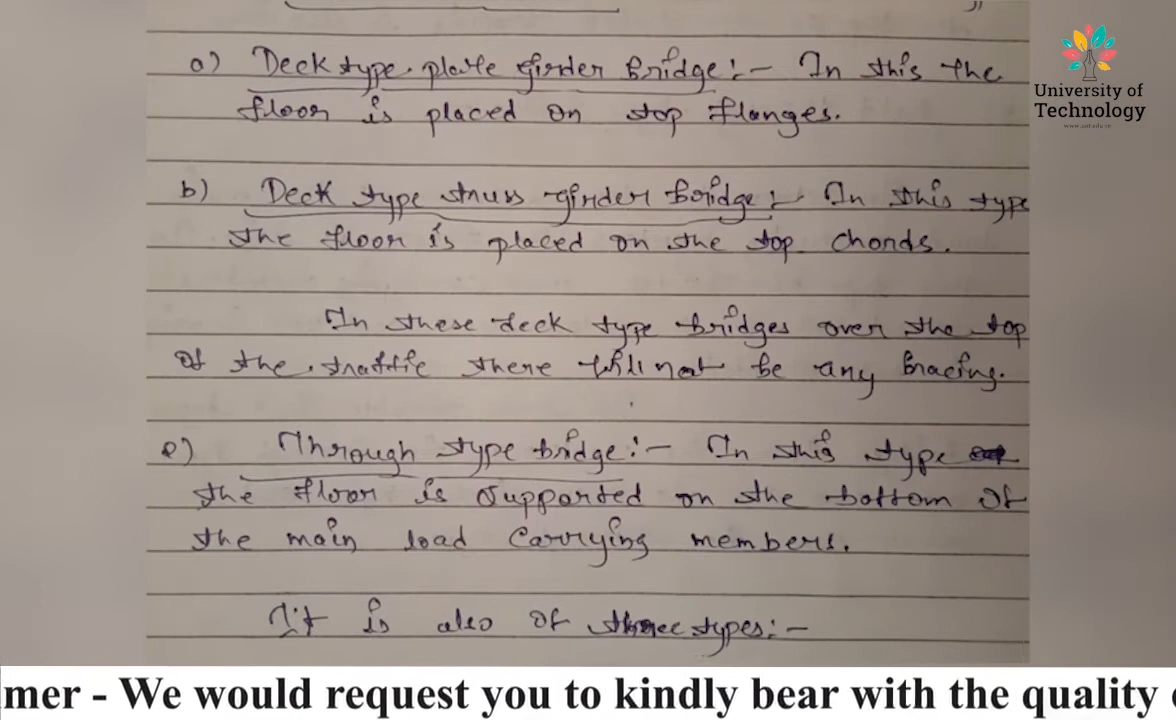 a) Deck type plate girder bridge :- In this the
floor is placed on top flanges.
b) Deck type truss girder bridge :- In this type
the floor is placed on the top chords.
In these deck type bridges over the top
of the traffic there will not be any bracing.
e) Through type bridge :- In this type
the floor is supported on the bottom of
the main load carrying members.
It is also of three types :-
University of
Technology
mer - We would request you to kindly bear with the quality